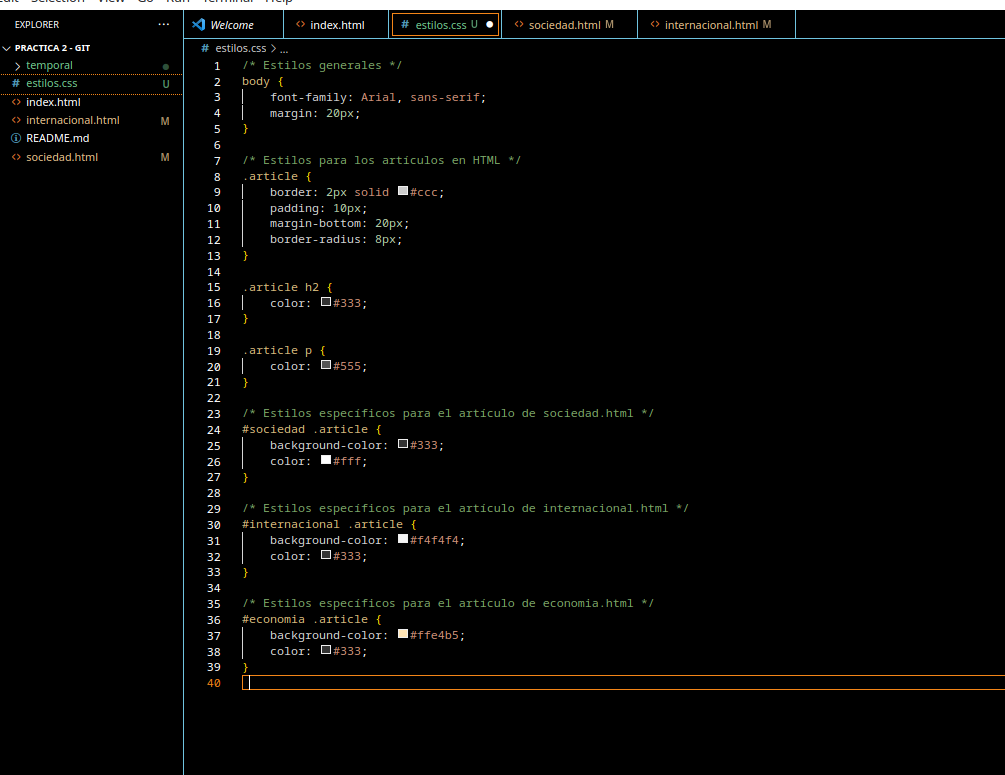 Edit Selection View Go Run Terminal Help
EXPLORER ...
PRACTICA 2 - GIT
temporal
estilos.css U
index.html
internacional.html M
README.md
sociedad.html M
Welcome
index.html
estilos.css U
sociedad.html M
internacional.html M
# estilos.css > ...
1 /* Estilos generales */
2 body {
3 font-family: Arial, sans-serif;
4 margin: 20px;
5 }
6
7 /* Estilos para los artículos en HTML */
8 .article {
9 border: 2px solid #ccc;
10 padding: 10px;
11 margin-bottom: 20px;
12 border-radius: 8px;
13 }
14
15 .article h2 {
16 color: #333;
17 }
18
19 .article p {
20 color: #555;
21 }
22
23 /* Estilos específicos para el artículo de sociedad.html */
24 #sociedad .article {
25 background-color: #333;
26 color: #fff;
27 }
28
29 /* Estilos específicos para el artículo de internacional.html */
30 #internacional .article {
31 background-color: #f4f4f4;
32 color: #333;
33 }
34
35 /* Estilos específicos para el artículo de economia.html */
36 #economia .article {
37 background-color: #ffe4b5;
38 color: #333;
39 }
40